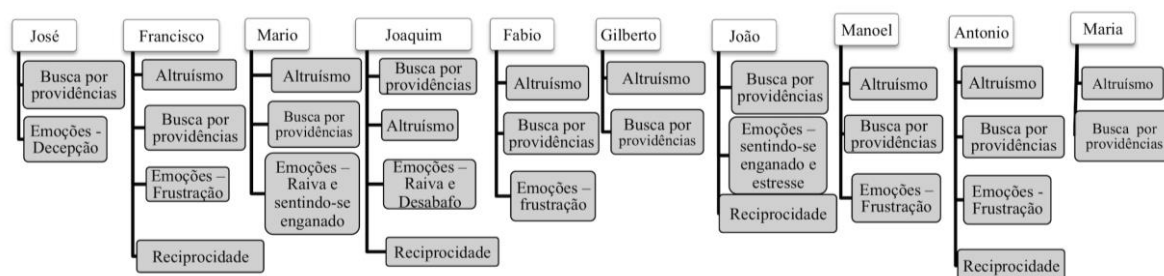 José
Busca por
providências
Emoções -
Decepção
Francisco
Altruísmo
Busca por
providências
Emoções –
Frustração
Reciprocidade
Mario
Altruísmo
Busca por
providências
Emoções –
Raiva e
sentindo-se
enganado
Joaquim
Busca por
providências
Altruísmo
Emoções –
Raiva e
Desabafo
Reciprocidade
Fabio
Altruísmo
Busca por
providências
Emoções –
frustração
Gilberto
Altruísmo
Busca por
providências
João
Busca por
providências
Emoções –
sentindo-se
enganado e
estresse
Reciprocidade
Manoel
Altruísmo
Busca por
providências
Emoções –
Frustração
Antonio
Altruísmo
Busca por
providências
Emoções -
Frustração
Reciprocidade
Maria
Altruísmo
Busca por
providências